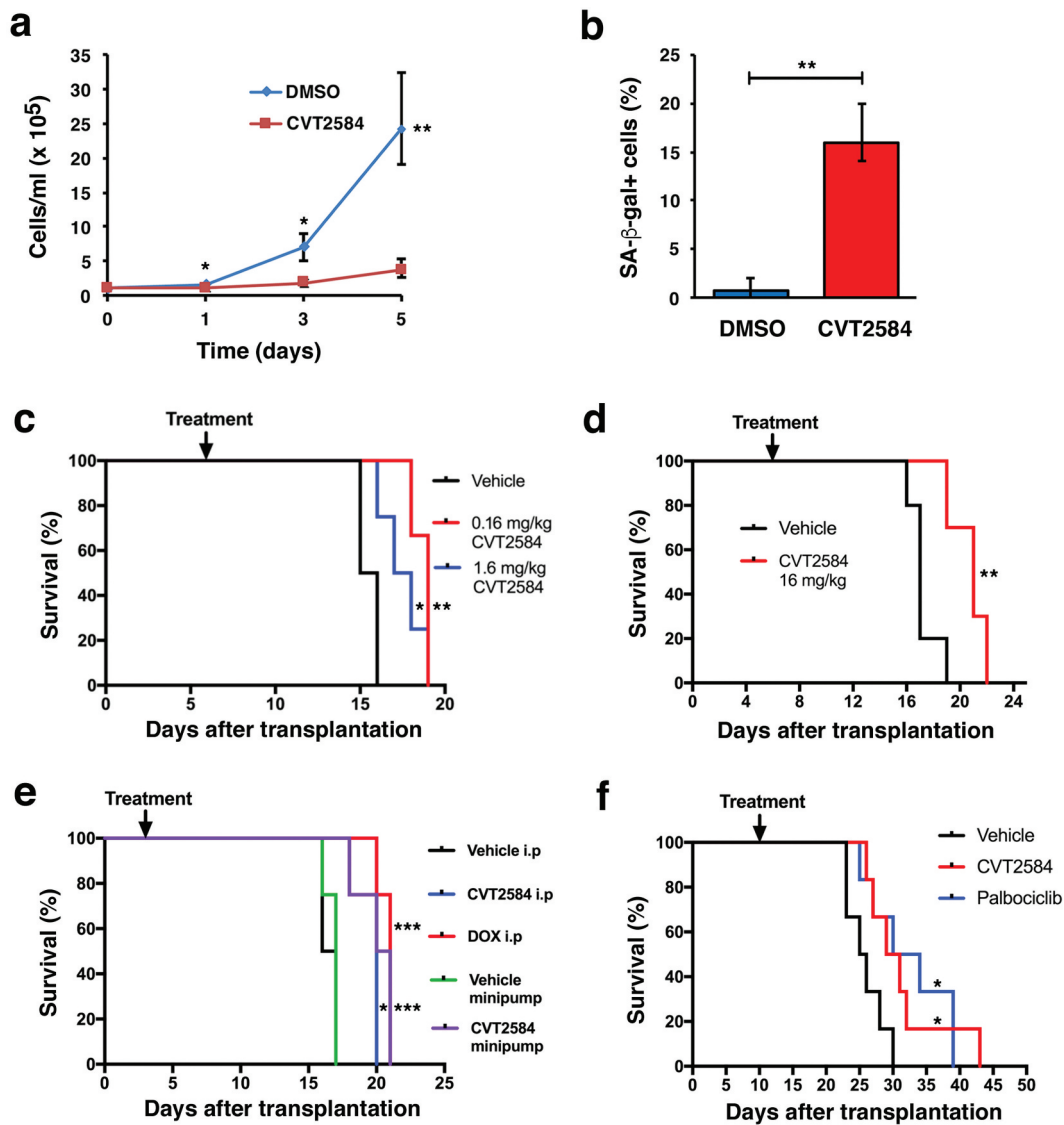 a
35
30
25
20
15
10
5
0
Cells/ml (x 10⁵)
DMSO
CVT2584
*
*
**
0 1 3 5
Time (days)
b
25
20
15
10
5
0
SA-β-gal+ cells (%)
**
DMSO CVT2584
c
Treatment
100
80
60
40
20
0
Survival (%)
Vehicle
0.16 mg/kg
CVT2584
1.6 mg/kg
CVT2584
* **
0 5 10 15 20
Days after transplantation
d
Treatment
100
80
60
40
20
0
Survival (%)
Vehicle
CVT2584
16 mg/kg
**
0 4 8 12 16 20 24
Days after transplantation
e
Treatment
100
80
60
40
20
0
Survival (%)
Vehicle i.p
CVT2584 i.p
DOX i.p
Vehicle
minipump
CVT2584
minipump
***
* ***
0 5 10 15 20 25
Days after transplantation
f
Treatment
100
80
60
40
20
0
Survival (%)
Vehicle
CVT2584
Palbociclib
*
*
0 5 10 15 20 25 30 35 40 45 50
Days after transplantation